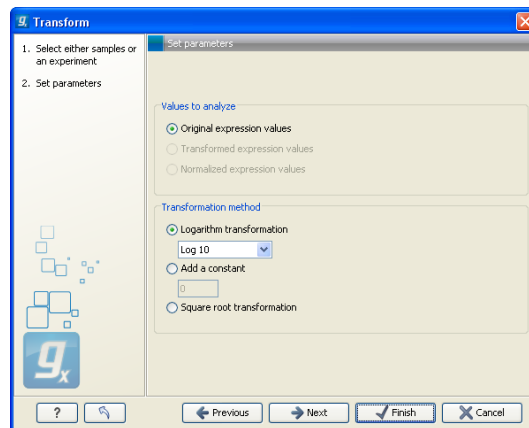 Transform
1. Select either samples or
an experiment
2. Set parameters
Set parameters
Values to analyze
Original expression values
Transformed expression values
Normalized expression values
Transformation method
Logarithm transformation
Log 10
Add a constant
0
Square root transformation
gx
?
Previous
Next
Finish
Cancel